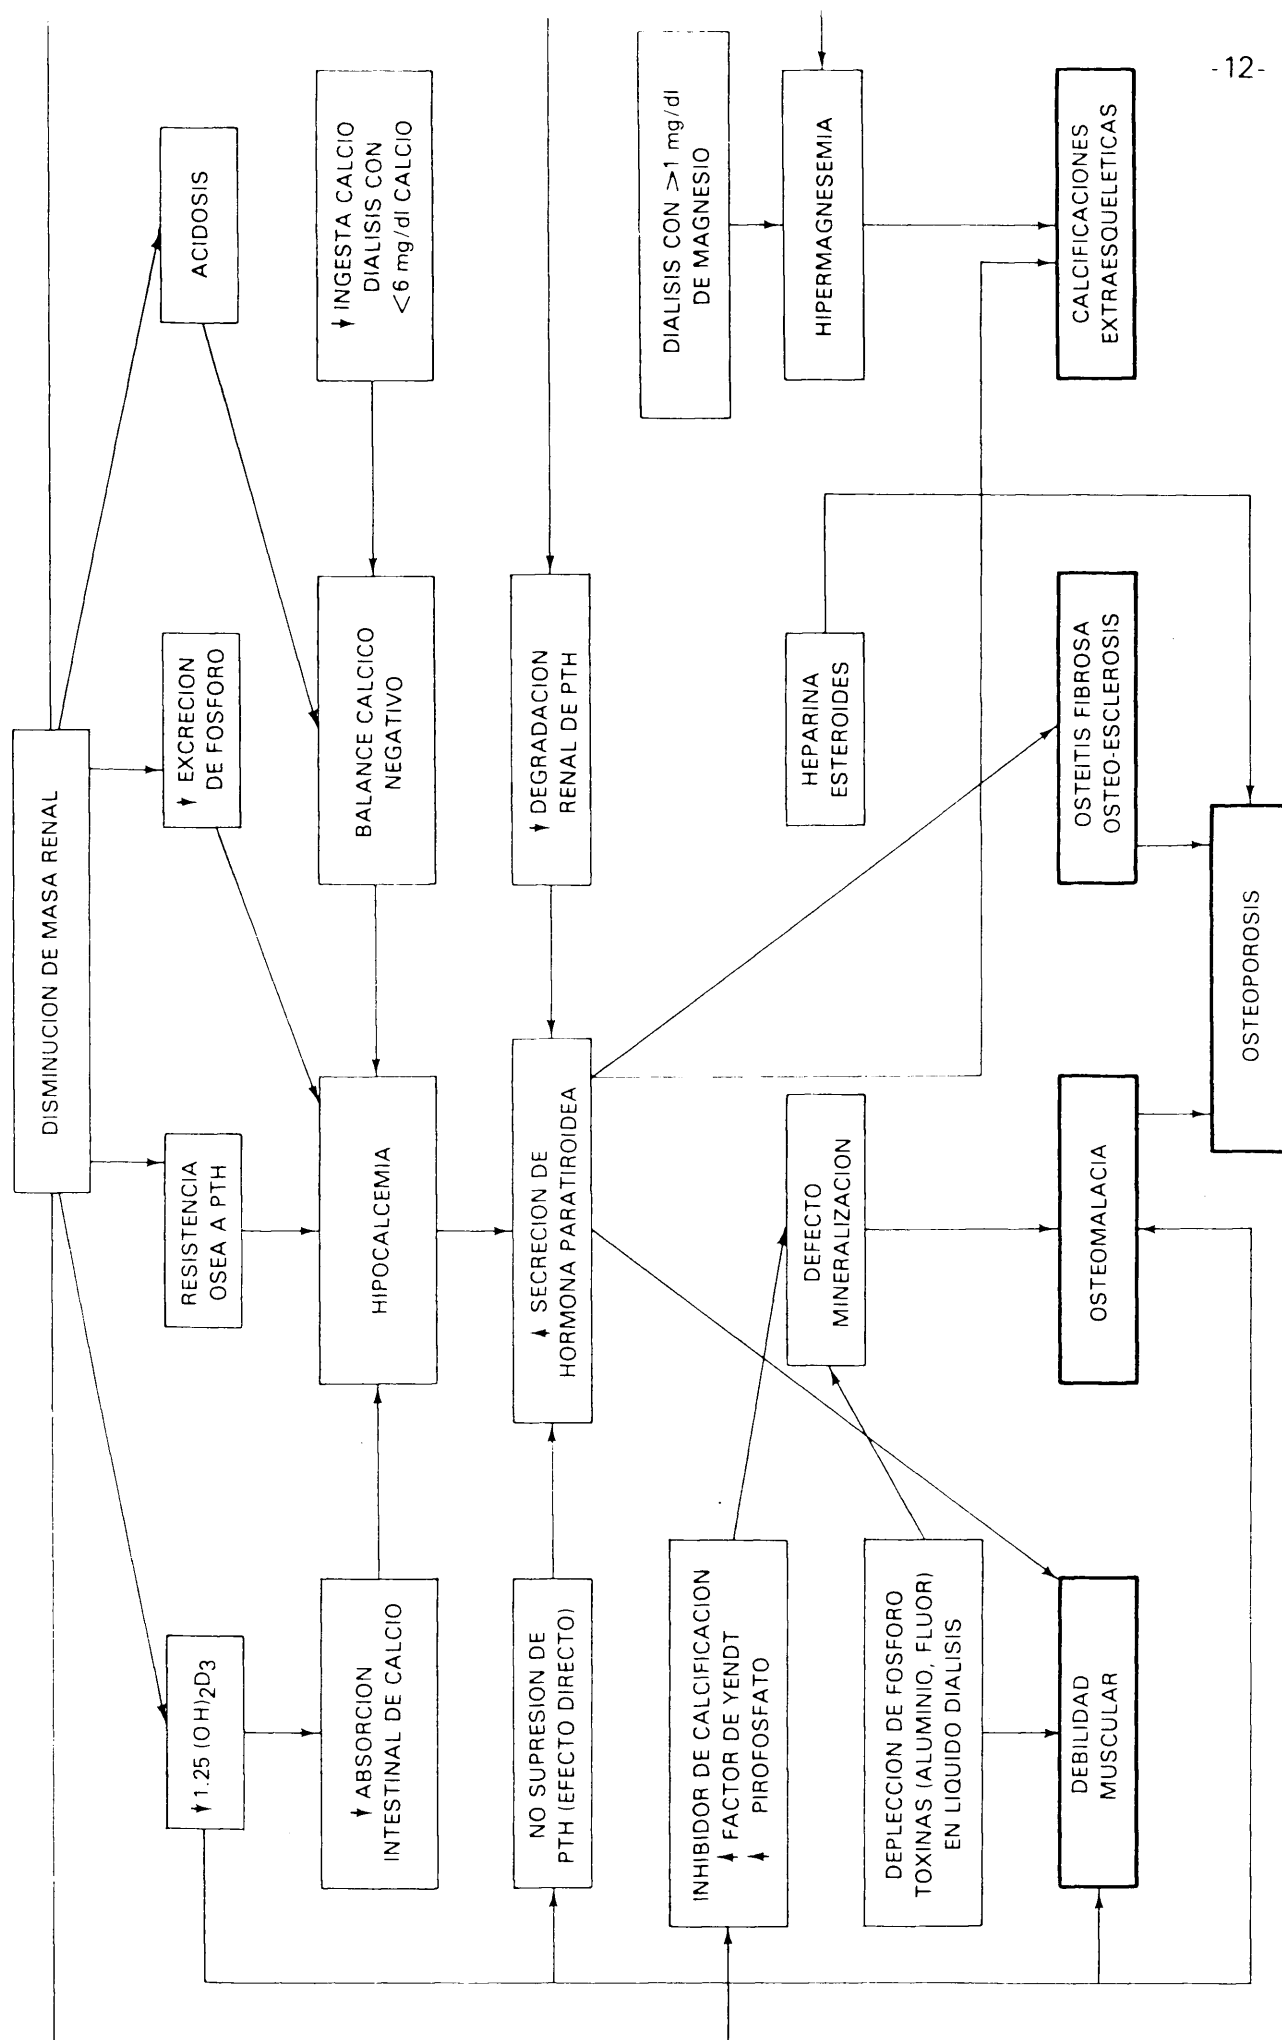 -12-
DISMINUCION DE MASA RENAL
↓ 1.25 (OH)₂D₃
RESISTENCIA
OSEA A PTH
↓ EXCRECION
DE FOSFORO
ACIDOSIS
↓ ABSORCION
INTESTINAL DE CALCIO
HIPOCALCEMIA
BALANCE CALCICO
NEGATIVO
↓ INGESTA CALCIO
DIALISIS CON
<6 mg/dl CALCIO
NO SUPRESION DE
PTH (EFECTO DIRECTO)
↑ SECRECION DE
HORMONA PARATIROIDEA
↓ DEGRADACION
RENAL DE PTH
DIALISIS CON >1 mg/dl
DE MAGNESIO
INHIBIDOR DE CALCIFICACION
↑ FACTOR DE YENDT
↑ PIROFOSFATO
DEFECTO
MINERALIZACION
HEPARINA
ESTEROIDES
HIPERMAGNESEMIA
DEPLECCION DE FOSFORO
TOXINAS (ALUMINIO, FLUOR)
EN LIQUIDO DIALISIS
DEBILIDAD
MUSCULAR
OSTEOMALACIA
OSTEITIS FIBROSA
OSTEO-ESCLEROSIS
CALCIFICACIONES
EXTRAESQUELETICAS
OSTEOPOROSIS